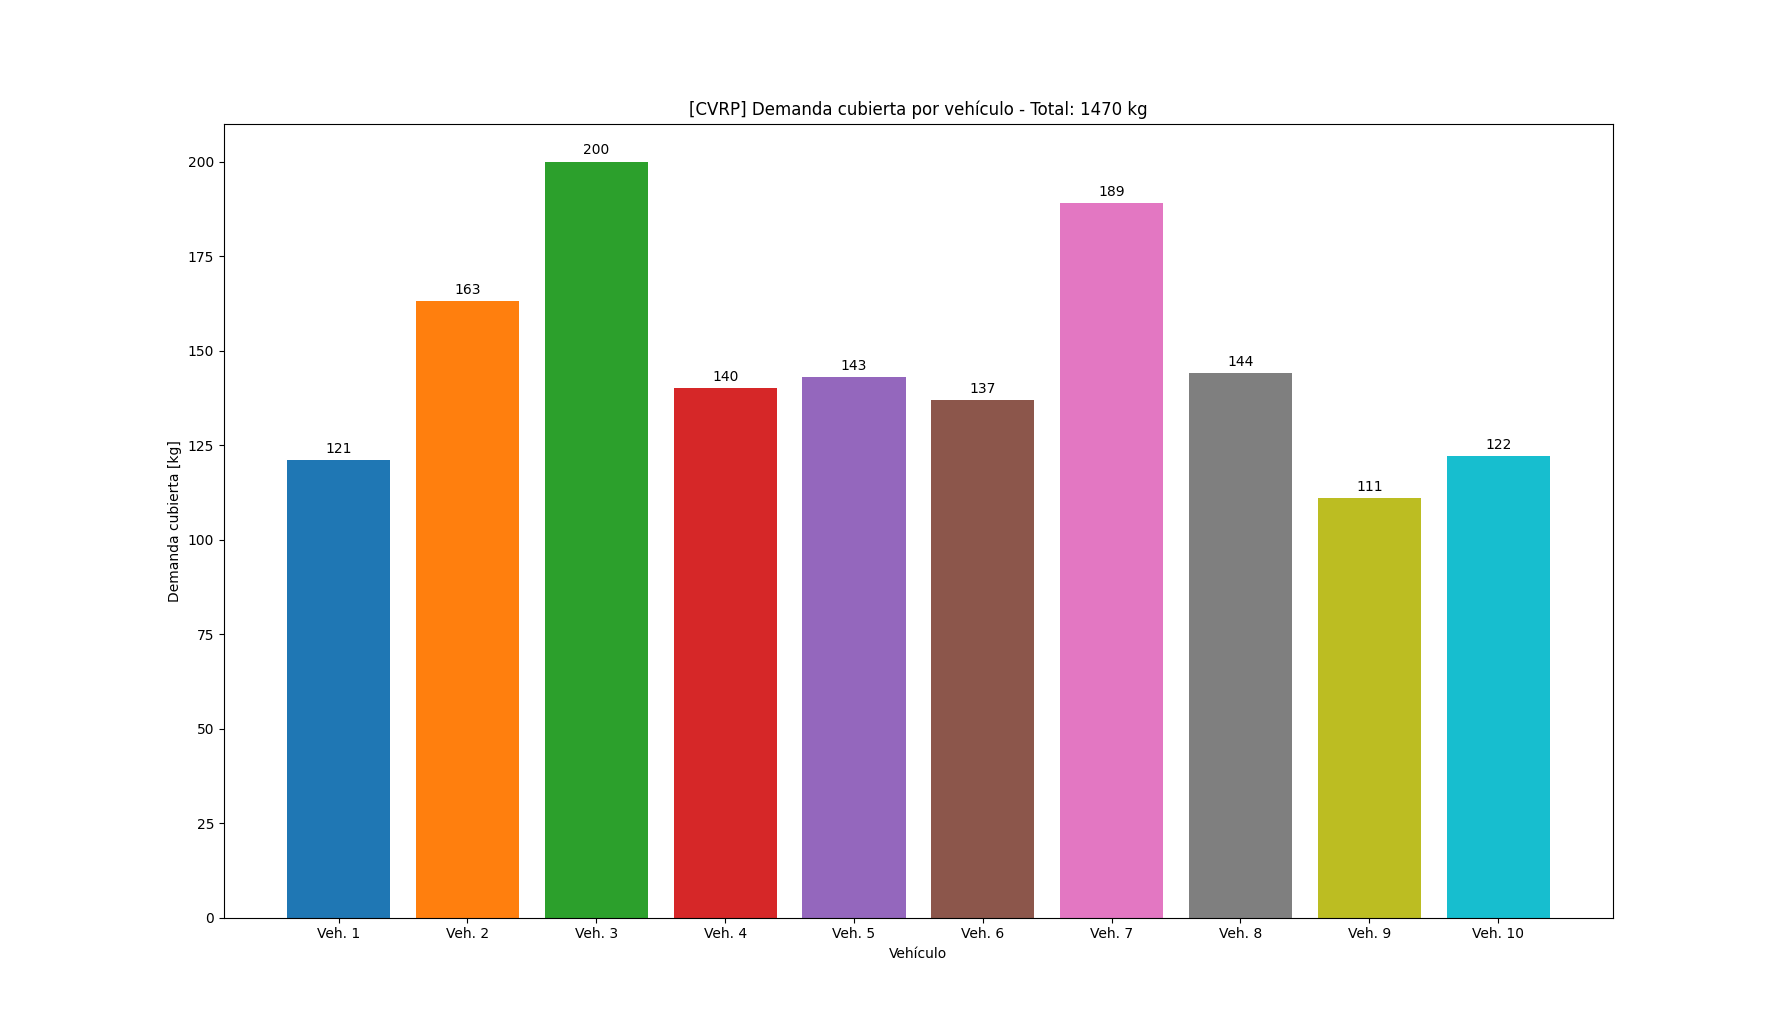 [CVRP] Demanda cubierta por vehículo - Total: 1470 kg
Demanda cubierta [kg]
200
175
150
125
100
75
50
25
0
121
163
200
140
143
137
189
144
111
122
Veh. 1
Veh. 2
Veh. 3
Veh. 4
Veh. 5
Veh. 6
Veh. 7
Veh. 8
Veh. 9
Veh. 10
Vehículo